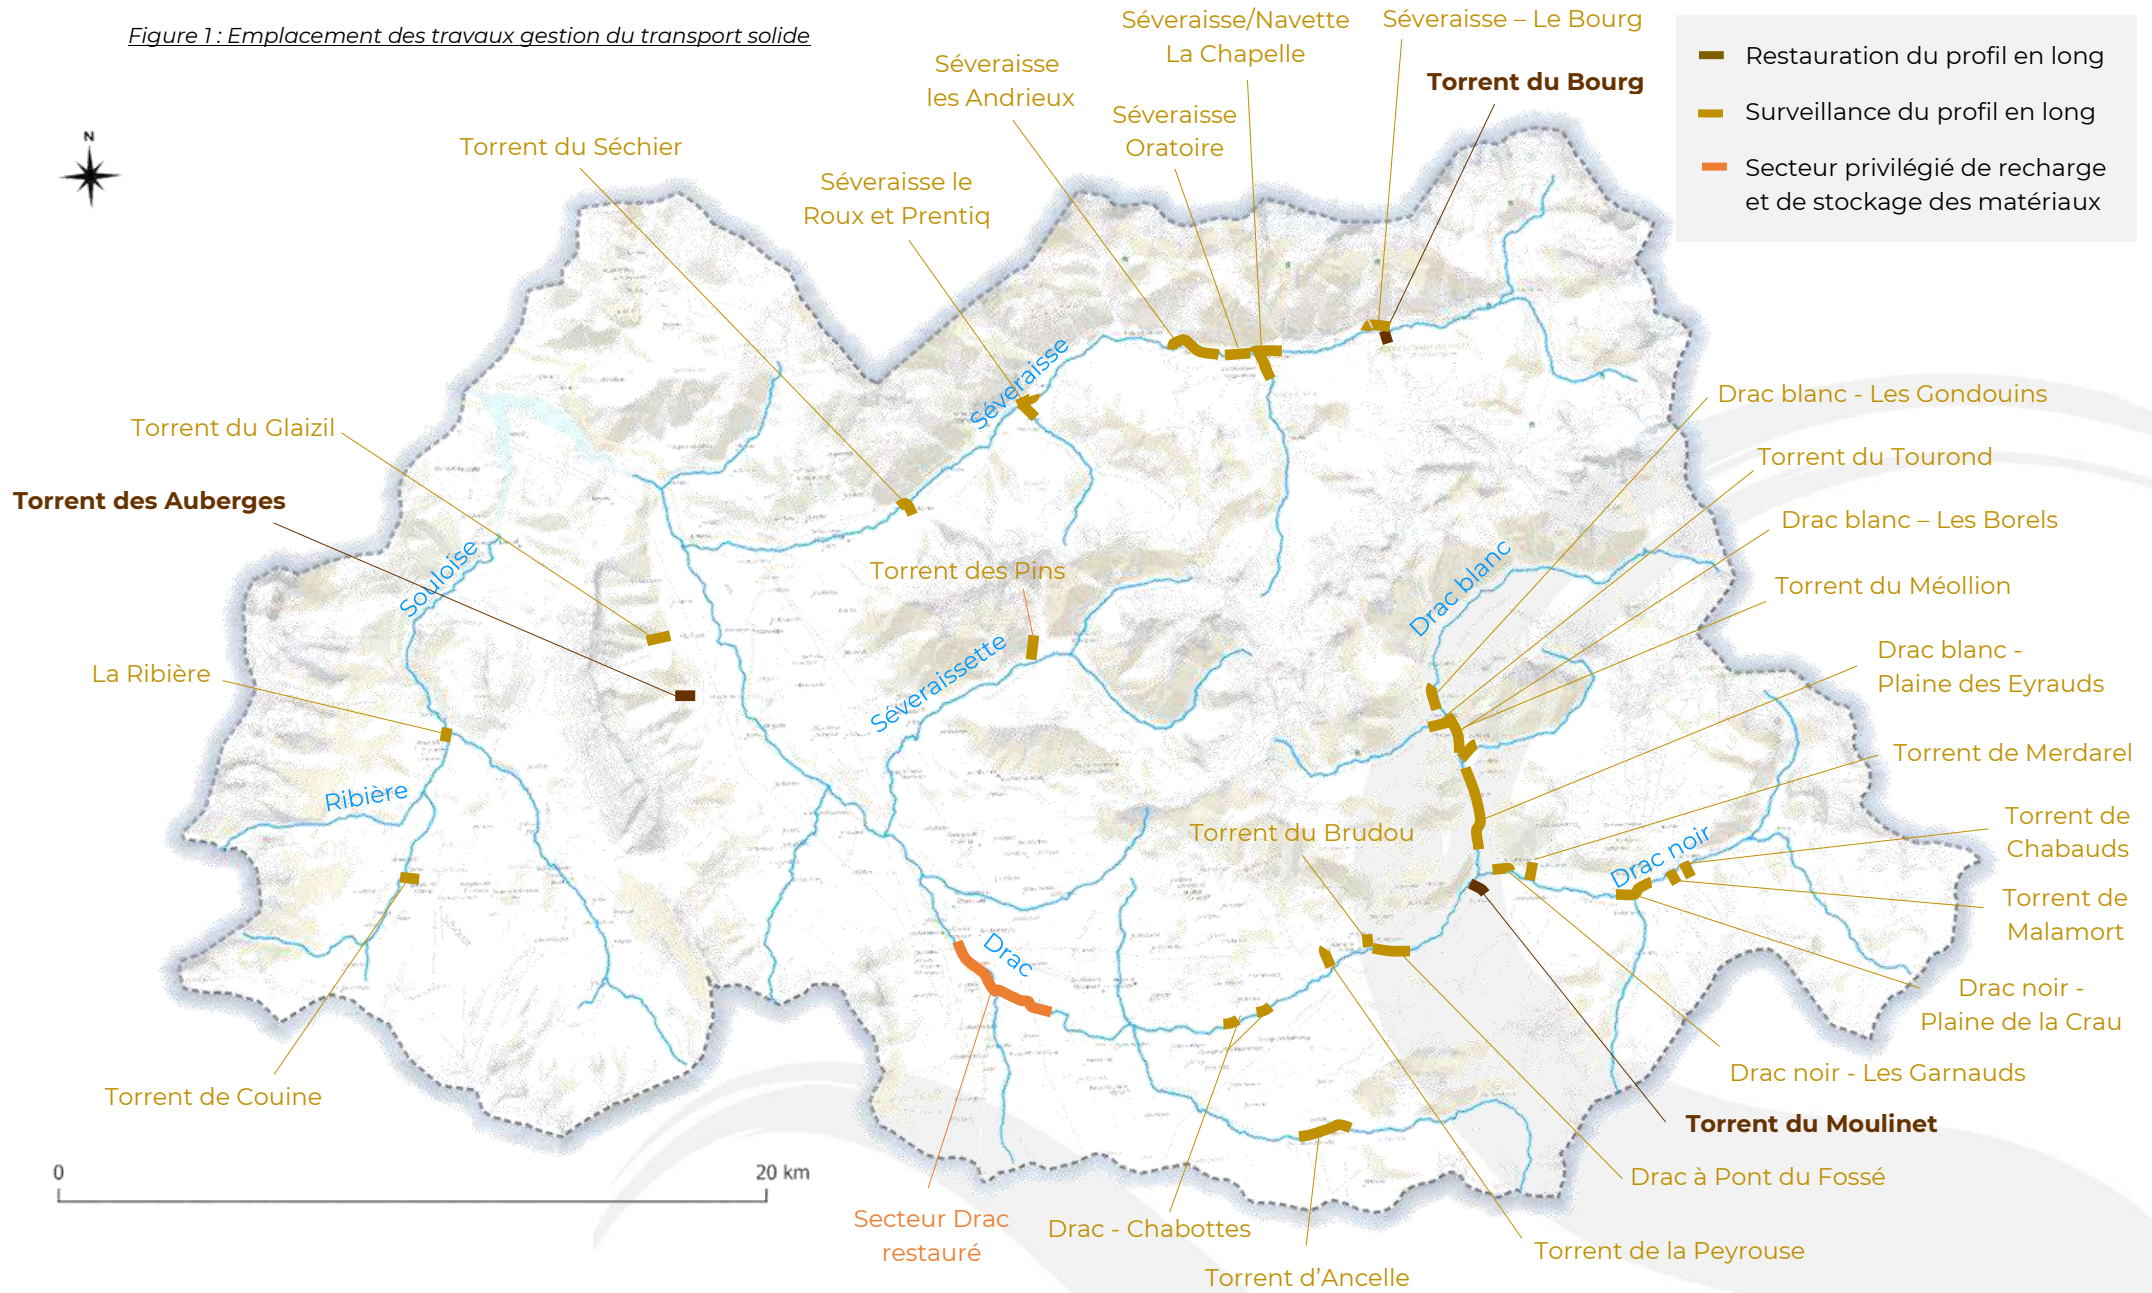 Figure 1 : Emplacement des travaux gestion du transport solide
Restauration du profil en long
Surveillance du profil en long
Secteur privilégié de recharge
et de stockage des matériaux
N
Séveraisse/Navette
La Chapelle
Séveraisse – Le Bourg
Torrent du Bourg
Séveraisse
les Andrieux
Séveraisse
Oratoire
Torrent du Séchier
Séveraisse le
Roux et Prentiq
Séveraisse
Torrent du Glaizil
Torrent des Auberges
Souloise
La Ribière
Ribière
Torrent de Couine
Torrent des Pins
Séveraissette
Drac blanc
Drac blanc - Les Gondouins
Torrent du Tourond
Drac blanc – Les Borels
Torrent du Méollion
Drac blanc -
Plaine des Eyrauds
Torrent de Merdarel
Torrent du Brudou
Drac noir
Torrent de
Chabauds
Torrent de
Malamort
Drac noir -
Plaine de la Crau
Drac
Drac noir - Les Garnauds
Torrent du Moulinet
Drac à Pont du Fossé
Torrent de la Peyrouse
Torrent d’Ancelle
Drac - Chabottes
Secteur Drac
restauré
0
20 km